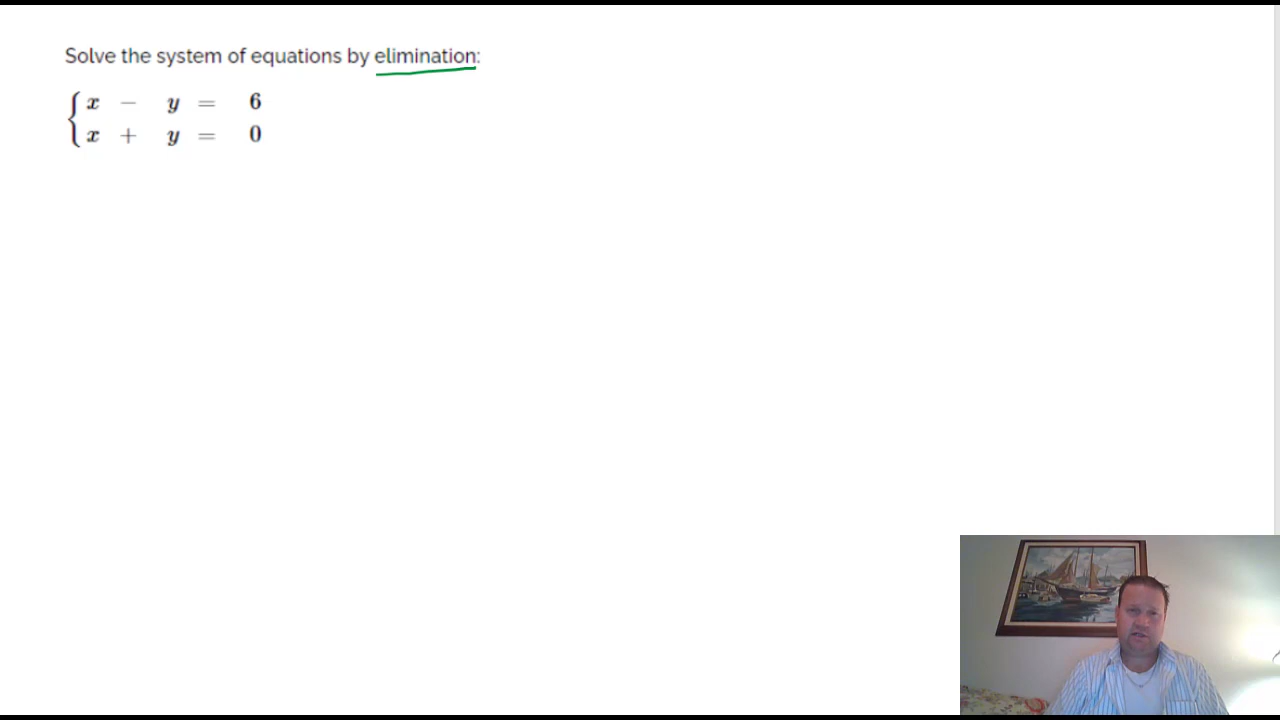 Solve the system of equations by elimination:
x − y = 6
x + y = 0